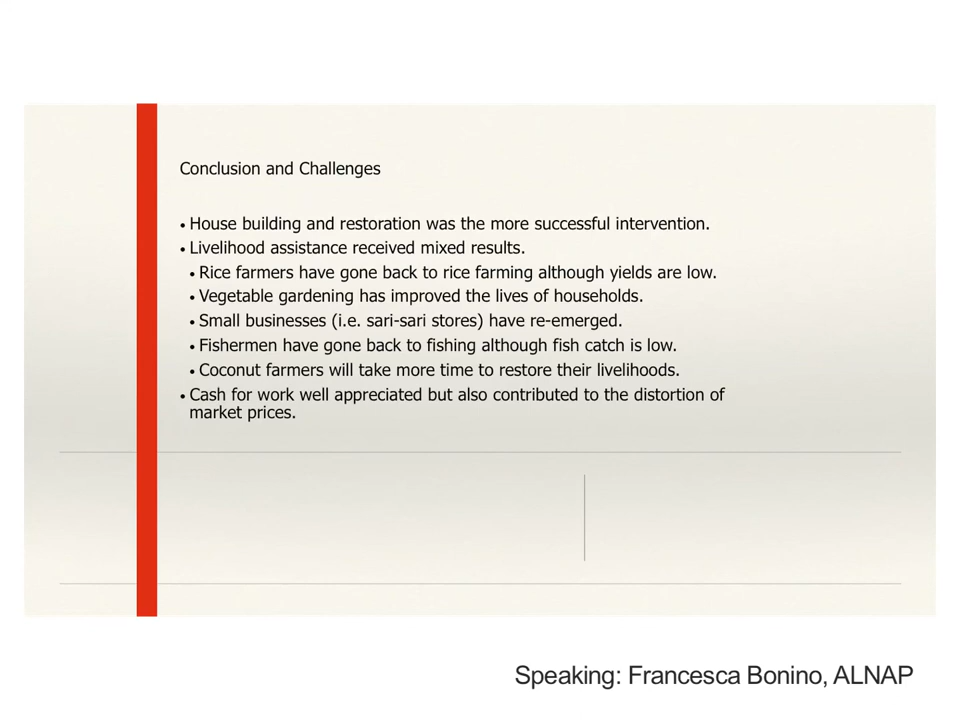 Conclusion and Challenges
• House building and restoration was the more successful intervention.
• Livelihood assistance received mixed results.
• Rice farmers have gone back to rice farming although yields are low.
• Vegetable gardening has improved the lives of households.
• Small businesses (i.e. sari-sari stores) have re-emerged.
• Fishermen have gone back to fishing although fish catch is low.
• Coconut farmers will take more time to restore their livelihoods.
• Cash for work well appreciated but also contributed to the distortion of
market prices.
Speaking: Francesca Bonino, ALNAP